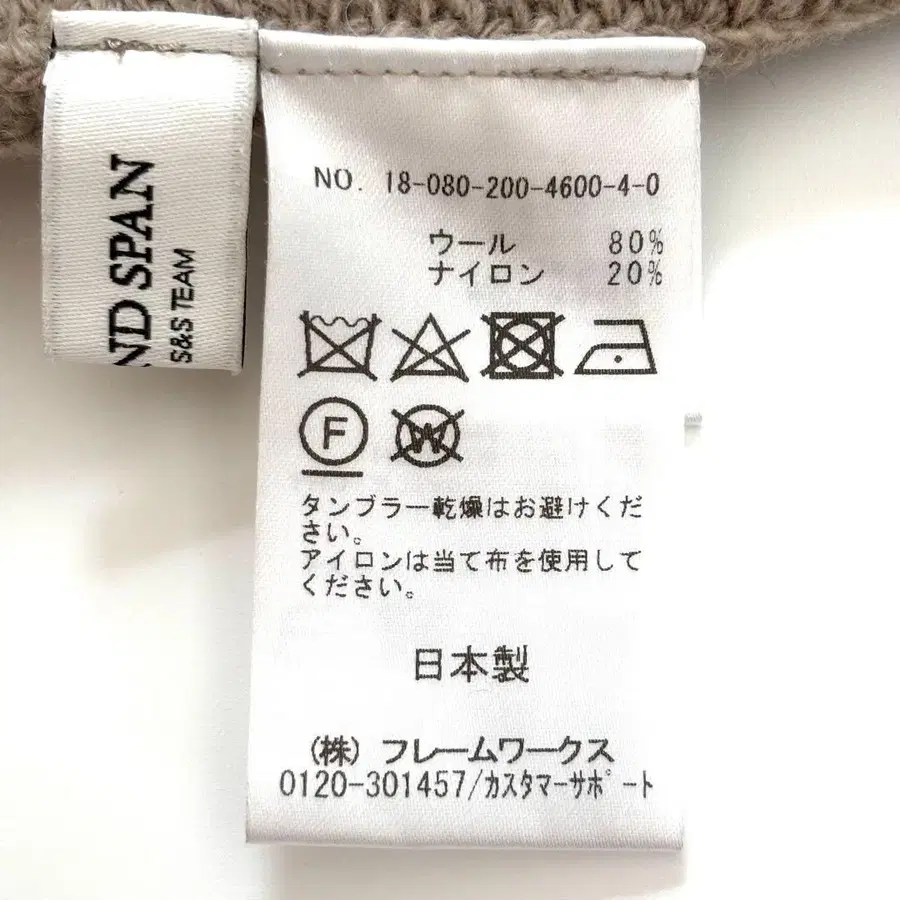 ND SPAN
S&S TEAM
NO. 18-080-200-4600-4-0
ウール 80%
ナイロン 20%
F
W
タンブラー乾燥はお避けくだ
さい。
アイロンは当て布を使用して
ください。
日本製
(株) フレームワークス
0120-301457/カスタマーサポート